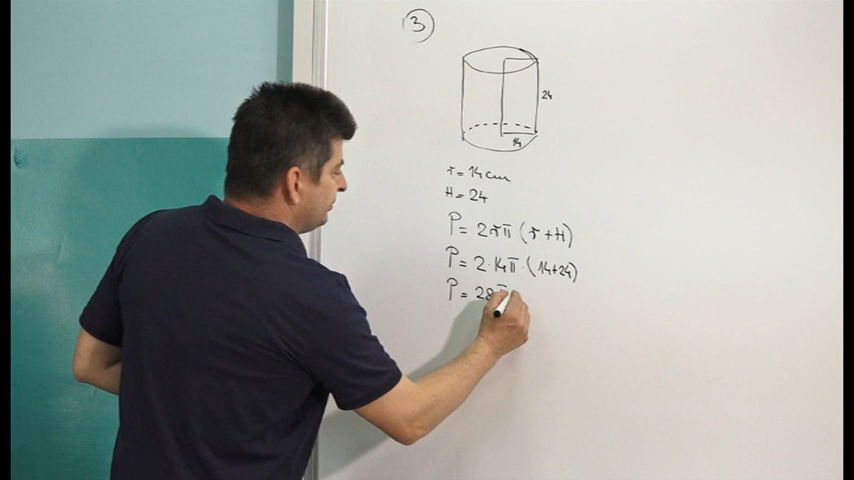 3
24
14
r = 14 cm
H = 24
P = 2rπ (r + H)
P = 2·14π·(14+24)
P = 28π